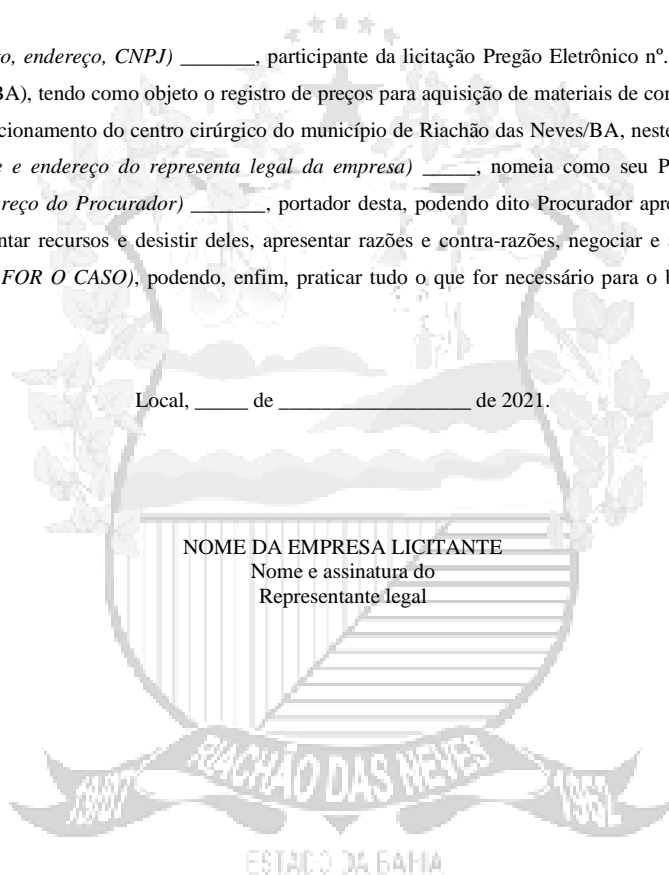 o, endereço, CNPJ) _______, participante da licitação Pregão Eletrônico nº.
BA), tendo como objeto o registro de preços para aquisição de materiais de con
cionamento do centro cirúrgico do município de Riachão das Neves/BA, neste
e e endereço do representa legal da empresa) _____, nomeia como seu P
reço do Procurador) _______, portador desta, podendo dito Procurador apre
ntar recursos e desistir deles, apresentar razões e contra-razões, negociar e
FOR O CASO), podendo, enfim, praticar tudo o que for necessário para o b
Local, _____ de __________________ de 2021.
NOME DA EMPRESA LICITANTE
Nome e assinatura do
Representante legal
RIACHÃO DAS NEVES
1962
ESTADO DA BAHIA